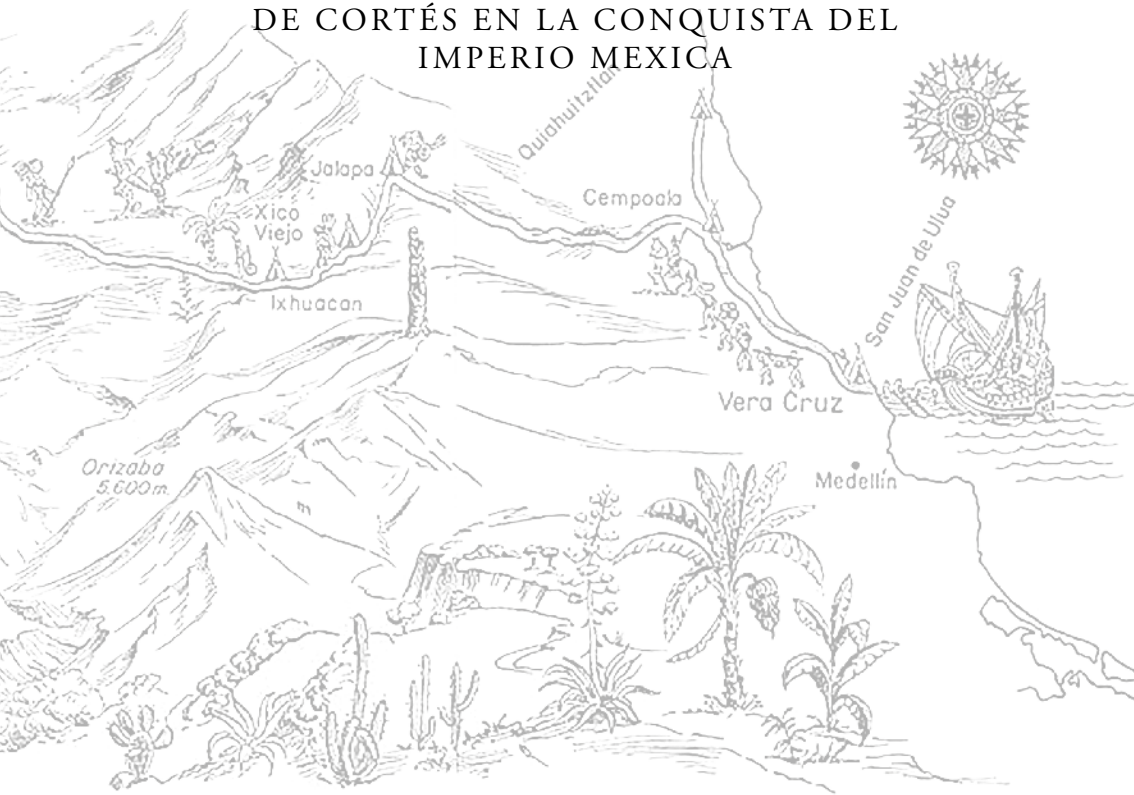 DE CORTÉS EN LA CONQUISTA DEL
IMPERIO MEXICA
Quiahuitztlan
Jalapa
Cempoala
Xico
Viejo
San Juan de Ulua
Ixhuacan
Vera Cruz
Orizaba
5.600m.
Medellín
m